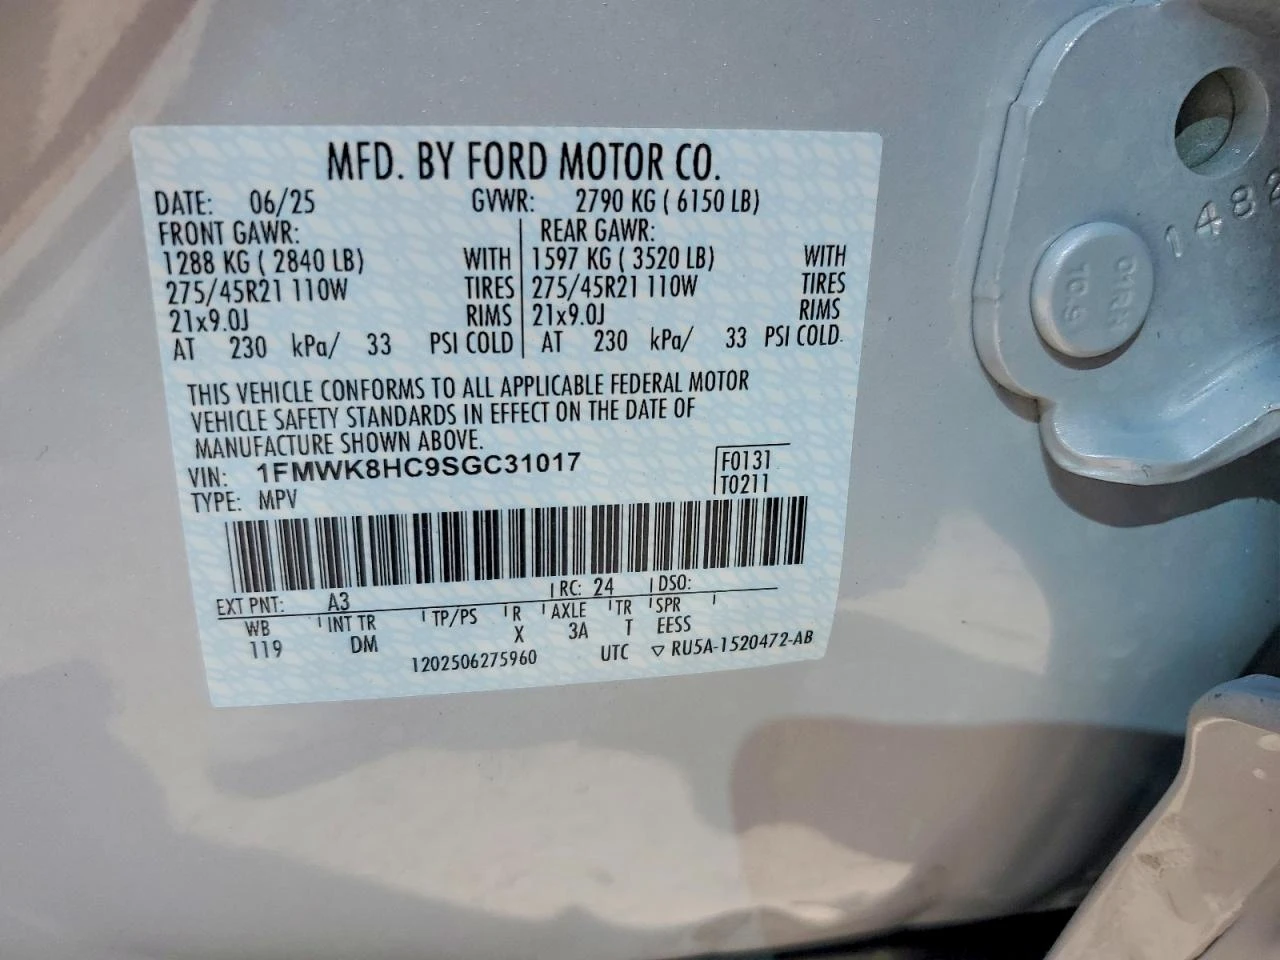 MFD. BY FORD MOTOR CO.
DATE: 06/25 GVWR: 2790 KG ( 6150 LB)
FRONT GAWR: REAR GAWR:
1288 KG ( 2840 LB) WITH 1597 KG ( 3520 LB) WITH
275/45R21 110W TIRES 275/45R21 110W TIRES
21x9.0J RIMS 21x9.0J RIMS
AT 230 kPa/ 33 PSI COLD AT 230 kPa/ 33 PSI COLD
THIS VEHICLE CONFORMS TO ALL APPLICABLE FEDERAL MOTOR
VEHICLE SAFETY STANDARDS IN EFFECT ON THE DATE OF
MANUFACTURE SHOWN ABOVE.
VIN: 1FMWK8HC9SGC31017 F0131
TYPE: MPV T0211
EXT PNT: A3 RC: 24 DSO:
WB INT TR TP/PS R AXLE TR SPR
119 DM X 3A T EESS
1202506275960 UTC ▽ RU5A-1520472-AB
1482
10.9